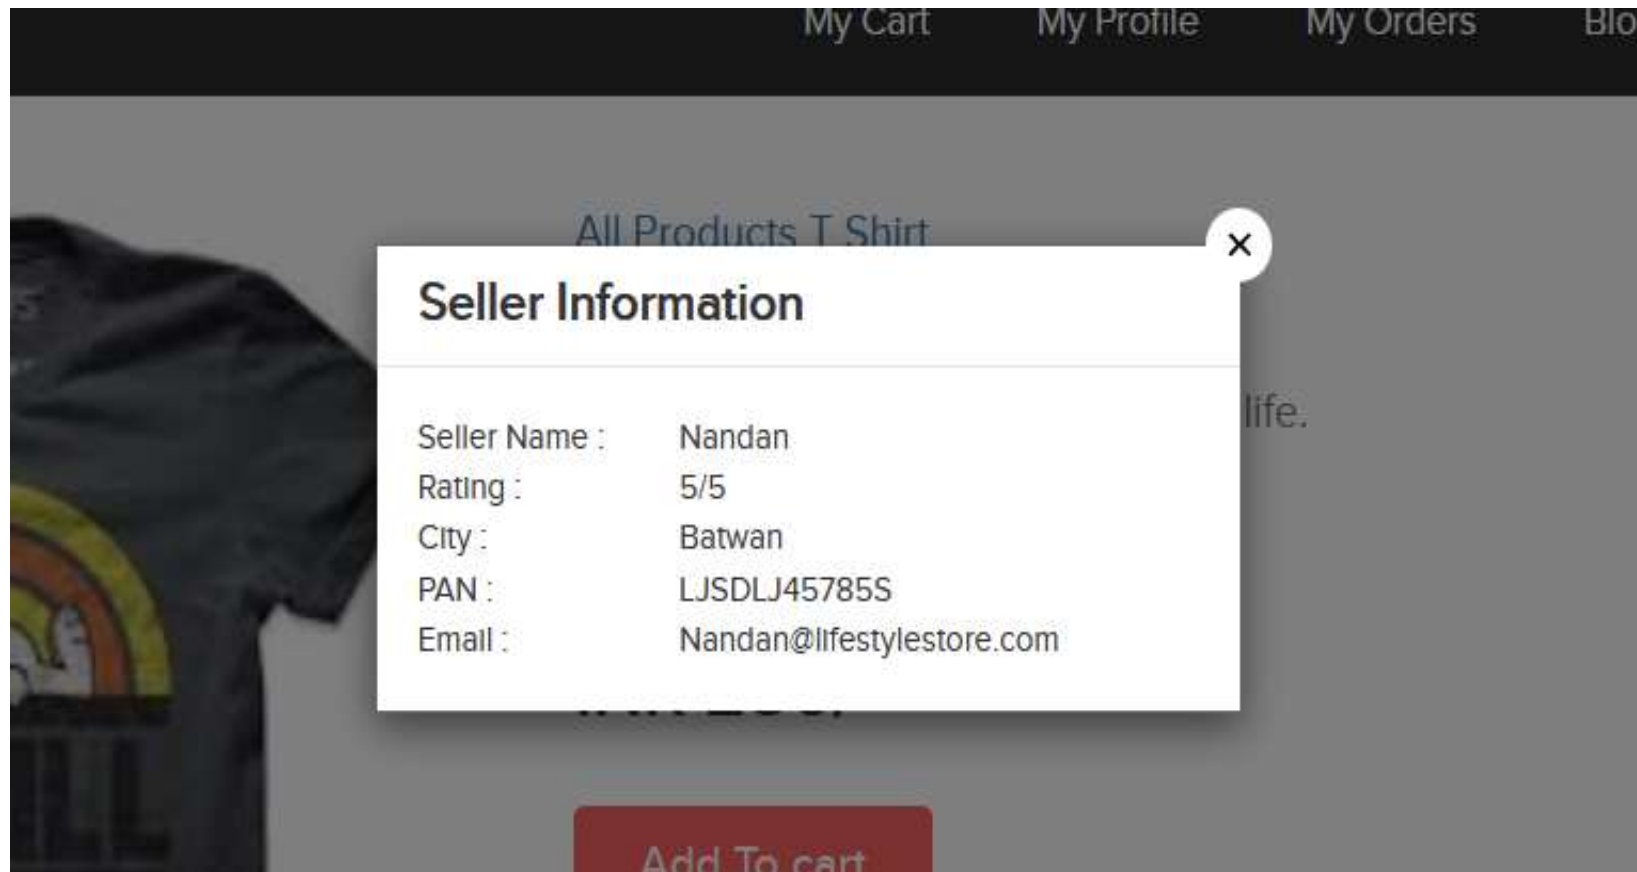 My Cart My Profile My Orders Blo
All Products T Shirt
Seller Information
life.
Seller Name : Nandan
Rating : 5/5
City : Batwan
PAN : LJSDLJ45785S
Email : Nandan@lifestylestore.com
Add To cart